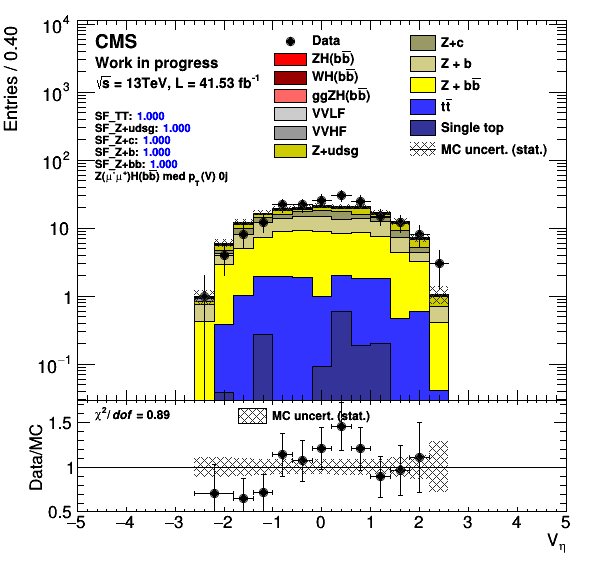 CMS
Work in progress
√s = 13TeV, L = 41.53 fb⁻¹
SF_TT: 1.000
SF_Z+udsg: 1.000
SF_Z+c: 1.000
SF_Z+b: 1.000
SF_Z+bb: 1.000
Z(μ⁻μ⁺)H(bb̅) med p_T(V) 0j
Data
ZH(bb̅)
WH(bb̅)
ggZH(bb̅)
VVLF
VVHF
Z+udsg
Z+c
Z + b
Z + bb̅
tt̅
Single top
MC uncert. (stat.)
Entries / 0.40
10⁴
10³
10²
10
1
10⁻¹
χ²/dof = 0.89
MC uncert. (stat.)
Data/MC
1.5
1
0.5
−5 −4 −3 −2 −1 0 1 2 3 4 5
V_η